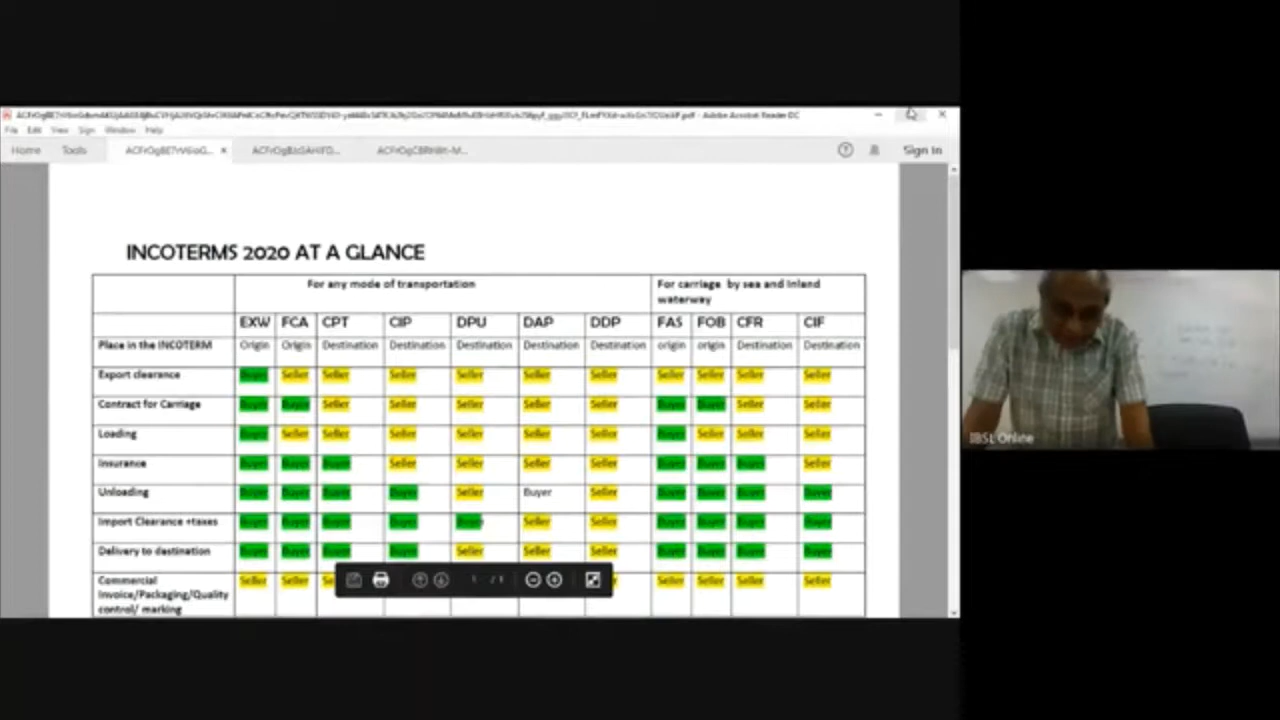 Adobe Acrobat Reader DC
File Edit View Sign Window Help
Home Tools Sign In
INCOTERMS 2020 AT A GLANCE
For any mode of transportation For carriage by sea and Inland
waterway
EXW FCA CPT CIP DPU DAP DDP FAS FOB CFR CIF
Place in the INCOTERM Origin Origin Destination Destination Destination Destination Destination origin origin Destination Destination
Export clearance Buyer Seller Seller Seller Seller Seller Seller Seller Seller Seller Seller
Contract for Carriage Buyer Buyer Seller Seller Seller Seller Seller Buyer Buyer Seller Seller
Loading Buyer Seller Seller Seller Seller Seller Seller Buyer Seller Seller Seller
Insurance Buyer Buyer Buyer Seller Seller Seller Seller Buyer Buyer Buyer Seller
Unloading Buyer Buyer Buyer Buyer Seller Buyer Seller Buyer Buyer Buyer Buyer
Import Clearance +taxes Buyer Buyer Buyer Buyer Buyer Seller Seller Buyer Buyer Buyer Buyer
Delivery to destination Buyer Buyer Buyer Buyer Seller Seller Seller Buyer Buyer Buyer Buyer
Commercial Seller Seller Seller Seller Seller Seller
Invoice/Packaging/Quality
control/ marking
IBSL Online